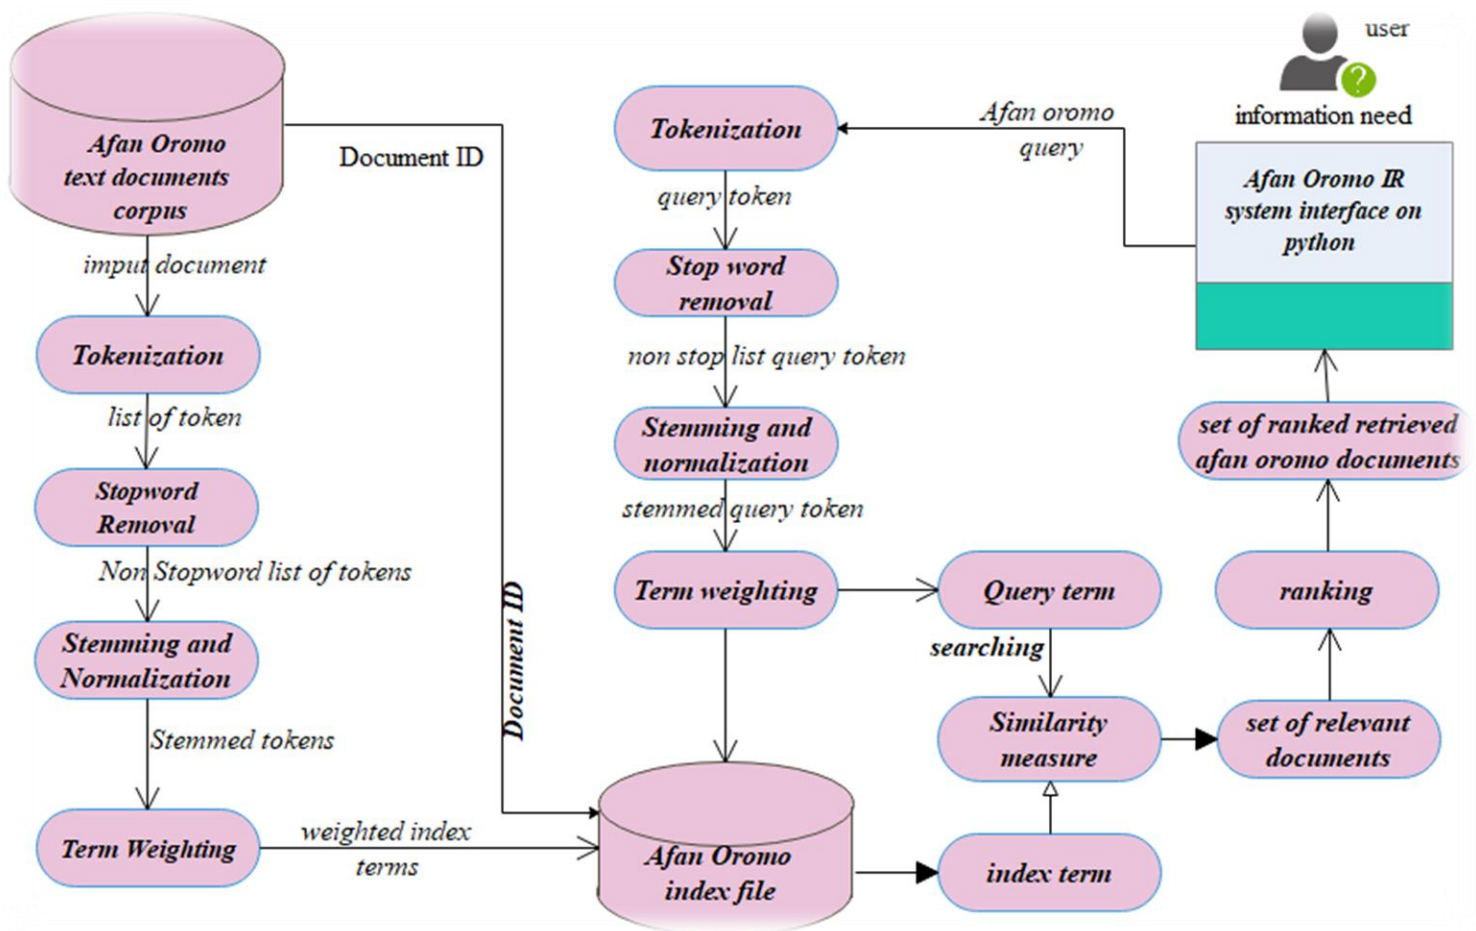 user
information need
Afan Oromo IR
system interface on
python
Afan oromo
query
Afan Oromo
text documents
corpus
Document ID
Document ID
imput document
Tokenization
list of token
Stopword
Removal
Non Stopword list of tokens
Stemming and
Normalization
Stemmed tokens
Term Weighting
weighted index
terms
Tokenization
query token
Stop word
removal
non stop list query token
Stemming and
normalization
stemmed query token
Term weighting
Afan Oromo
index file
Query term
searching
Similarity
measure
index term
set of relevant
documents
ranking
set of ranked retrieved
afan oromo documents
?